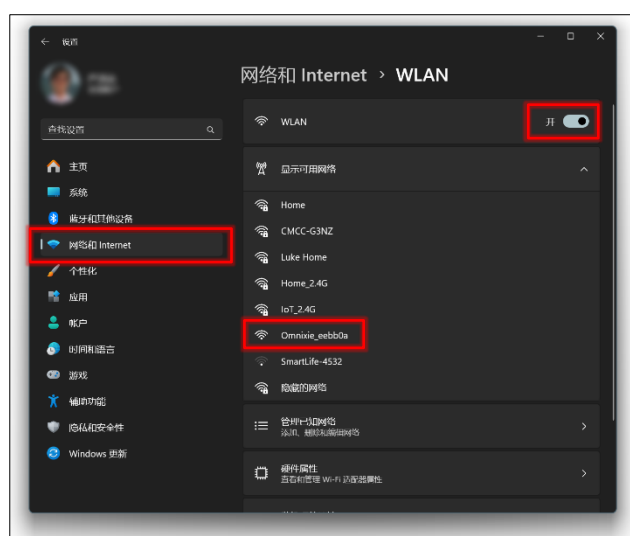 设置
网络和 Internet › WLAN
查找设置
WLAN
开
主页
显示可用网络
系统
Home
蓝牙和其他设备
CMCC-G3NZ
网络和 Internet
Luke Home
个性化
Home_2.4G
应用
IoT_2.4G
帐户
Omnixie_eebb0a
时间和语言
SmartLife-4532
游戏
隐藏的网络
辅助功能
管理已知网络
添加、删除和编辑网络
隐私和安全性
Windows 更新
硬件属性
查看和管理 Wi-Fi 适配器属性